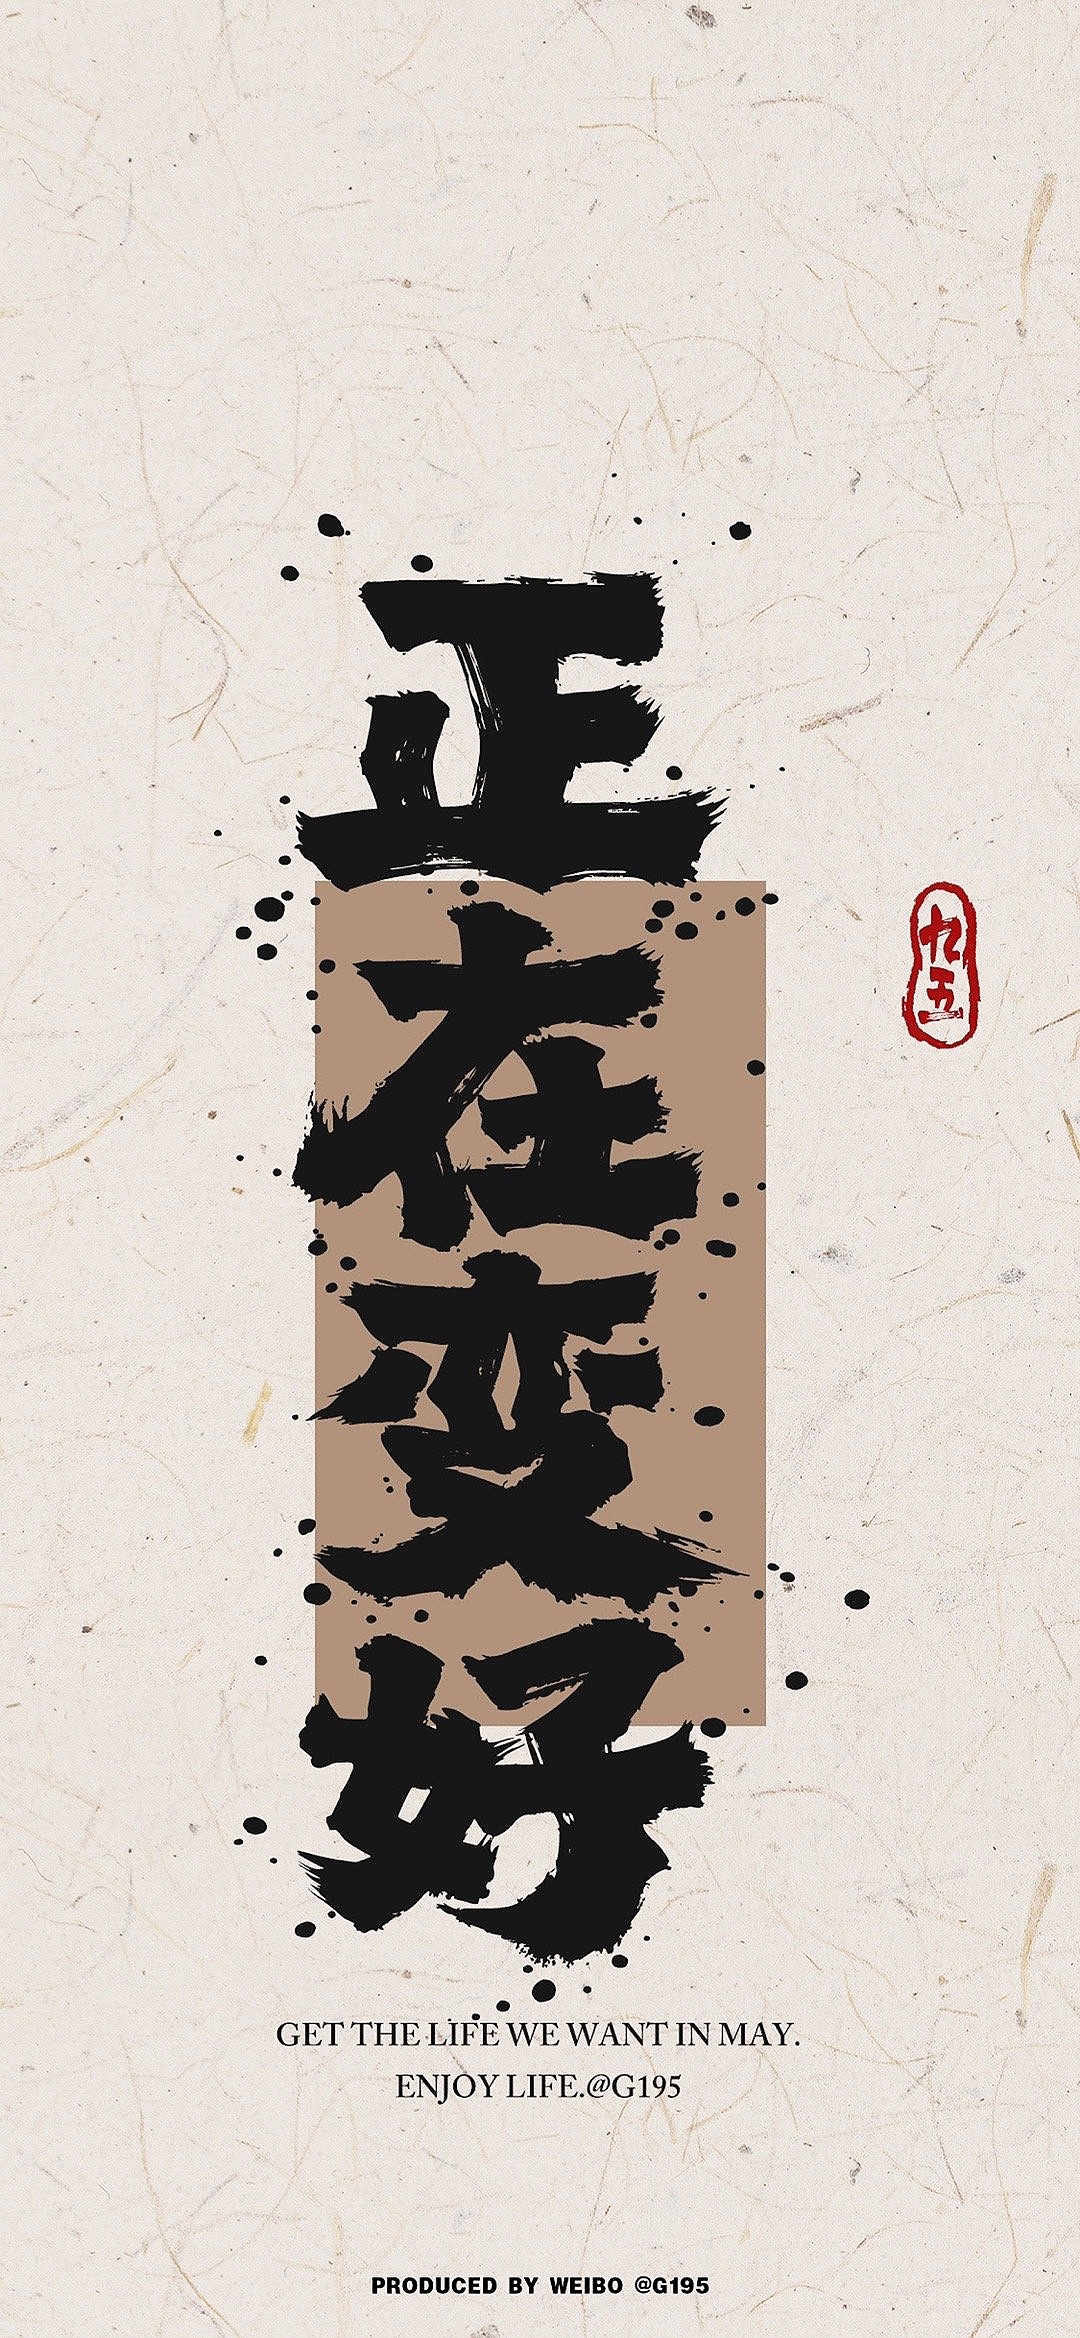 正在变好
九五
GET THE LIFE WE WANT IN MAY.
ENJOY LIFE.@G195
PRODUCED BY WEIBO @G195